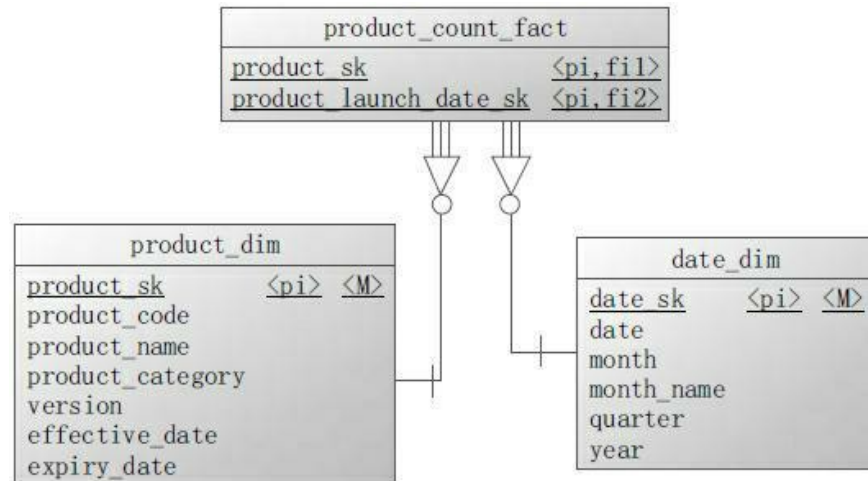 product_count_fact
product_sk <pi,fi1>
product_launch_date_sk <pi,fi2>
product_dim
product_sk <pi> <M>
product_code
product_name
product_category
version
effective_date
expiry_date
date_dim
date_sk <pi> <M>
date
month
month_name
quarter
year